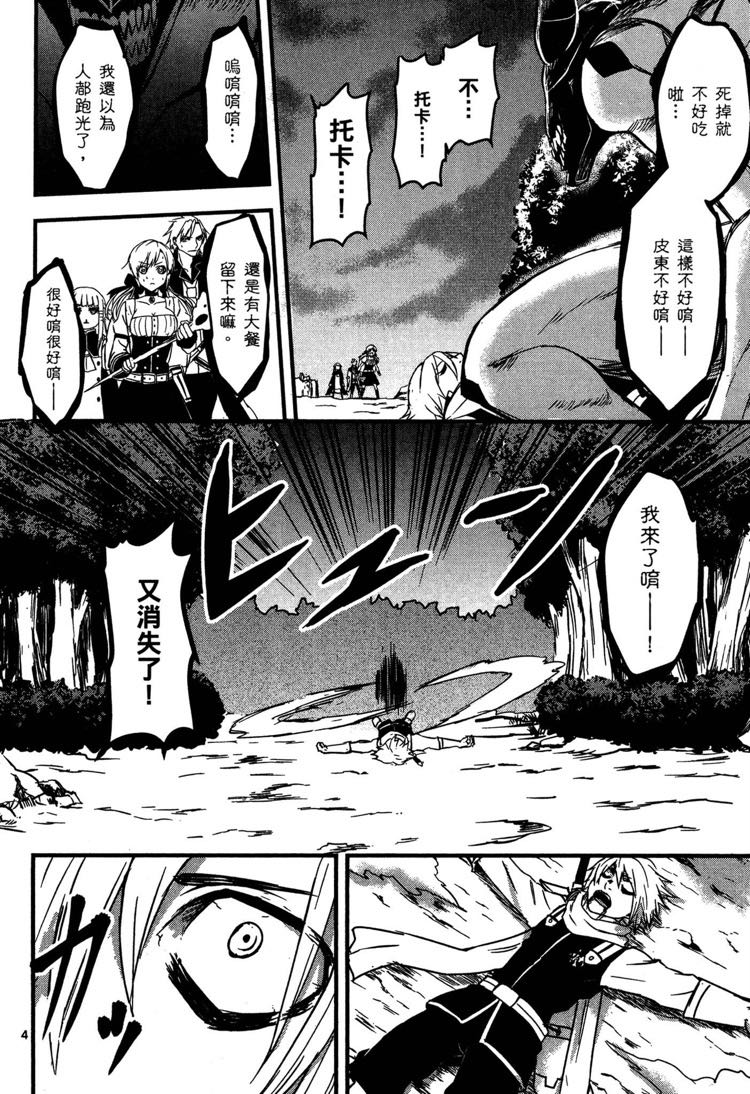 死掉就
不好吃
啦…
這樣不好唷——
皮東不好唷——
不…
托卡…！
托卡…！
嗚唷唷唷…
我還以為
人都跑光了，
還是有大餐
留下來嘛。
很好唷很好唷——
我來了唷——！
ヒュン
又消失了！
ガッ
4